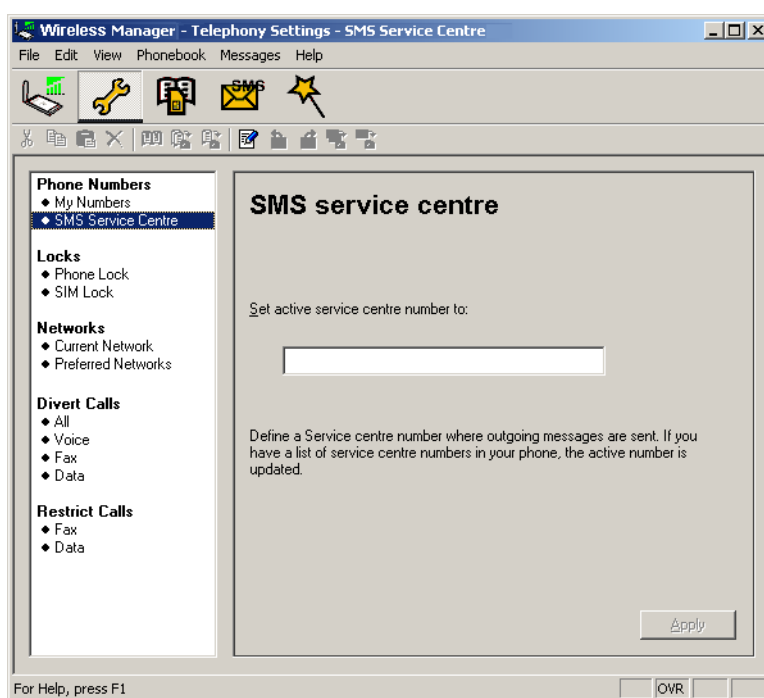 Wireless Manager - Telephony Settings - SMS Service Centre
File Edit View Phonebook Messages Help
SMS
Phone Numbers
My Numbers
SMS Service Centre
Locks
Phone Lock
SIM Lock
Networks
Current Network
Preferred Networks
Divert Calls
All
Voice
Fax
Data
Restrict Calls
Fax
Data
SMS service centre
Set active service centre number to:
Define a Service centre number where outgoing messages are sent. If you
have a list of service centre numbers in your phone, the active number is
updated.
Apply
For Help, press F1
OVR